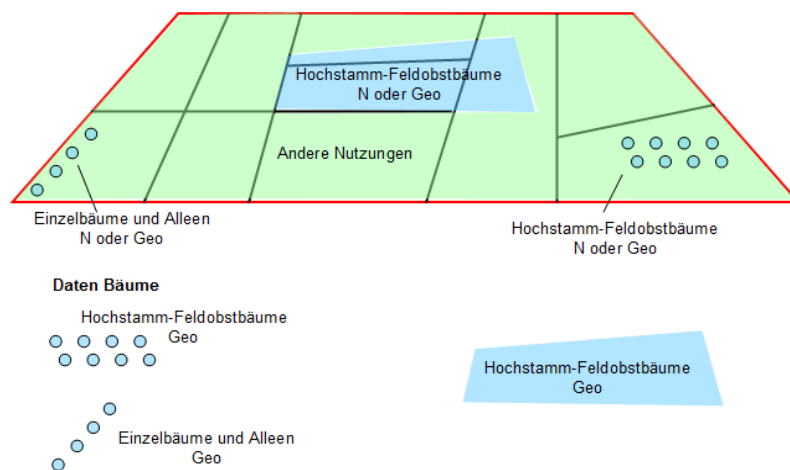 Hochstamm-Feldobstbäume
N oder Geo
Andere Nutzungen
Einzelbäume und Alleen
N oder Geo
Hochstamm-Feldobstbäume
N oder Geo
Daten Bäume
Hochstamm-Feldobstbäume
Geo
Hochstamm-Feldobstbäume
Geo
Einzelbäume und Alleen
Geo